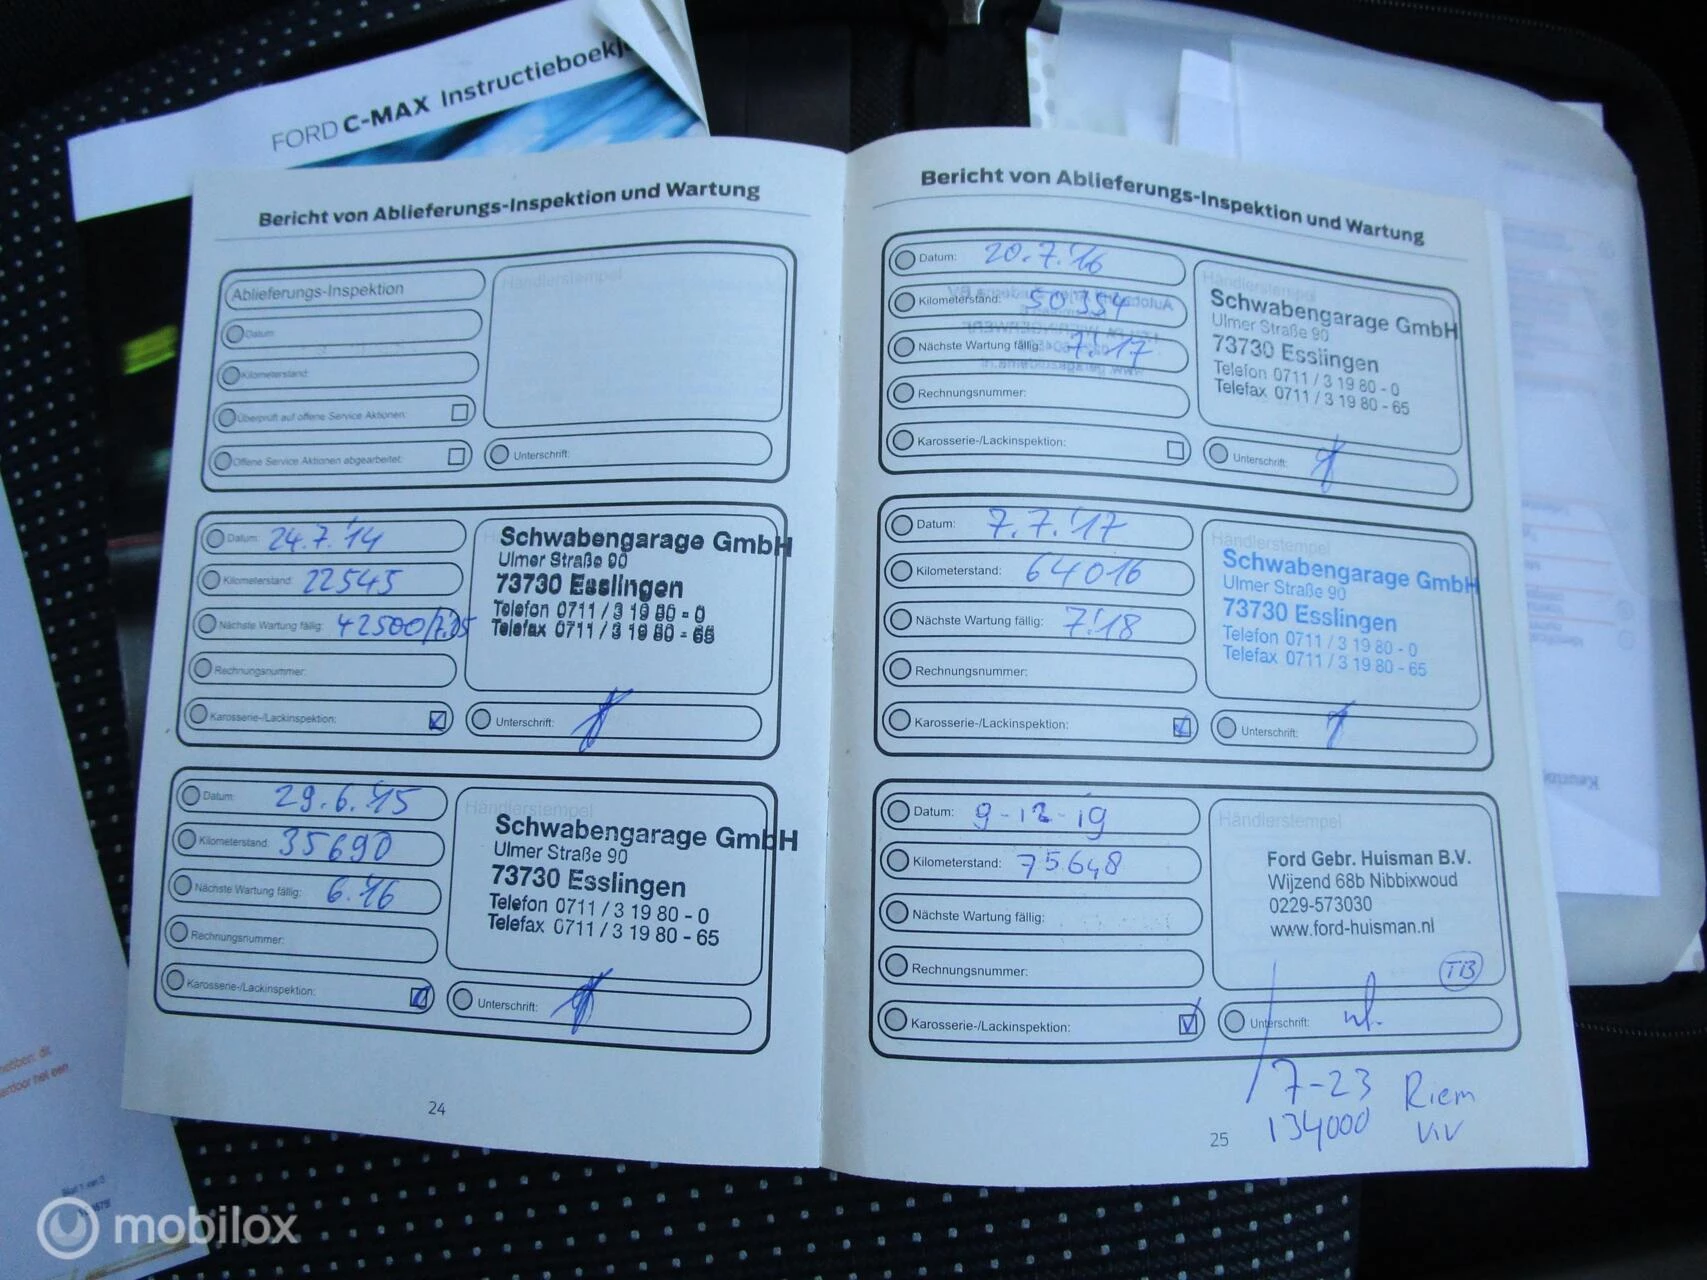 FORD C-MAX Instructieboekje
Bericht von Ablieferungs-Inspektion und Wartung
Ablieferungs-Inspektion
Händlerstempel
Datum:
Kilometerstand:
Überprüft auf offene Service Aktionen:
Offene Service Aktionen abgearbeitet:
Unterschrift:
Datum: 24.7.'14
Kilometerstand: 22545
Nächste Wartung fällig: 42500/7.15
Rechnungsnummer:
Karosserie-/Lackinspektion:
Schwabengarage GmbH
Ulmer Straße 90
73730 Esslingen
Telefon 0711 / 3 19 80 - 0
Telefax 0711 / 3 19 80 - 65
Unterschrift:
Datum: 29.6.'15
Kilometerstand: 35690
Nächste Wartung fällig: 6.'16
Rechnungsnummer:
Karosserie-/Lackinspektion:
Händlerstempel
Schwabengarage GmbH
Ulmer Straße 90
73730 Esslingen
Telefon 0711 / 3 19 80 - 0
Telefax 0711 / 3 19 80 - 65
Unterschrift:
24
Bericht von Ablieferungs-Inspektion und Wartung
Datum: 20.7.'16
Kilometerstand: 50354
Nächste Wartung fällig: 7.'17
Rechnungsnummer:
Karosserie-/Lackinspektion:
Händlerstempel
Schwabengarage GmbH
Ulmer Straße 90
73730 Esslingen
Telefon 0711 / 3 19 80 - 0
Telefax 0711 / 3 19 80 - 65
Unterschrift:
Datum: 7.7.'17
Kilometerstand: 64016
Nächste Wartung fällig: 7.'18
Rechnungsnummer:
Karosserie-/Lackinspektion:
Händlerstempel
Schwabengarage GmbH
Ulmer Straße 90
73730 Esslingen
Telefon 0711 / 3 19 80 - 0
Telefax 0711 / 3 19 80 - 65
Unterschrift:
Datum: 9-12-19
Kilometerstand: 75648
Nächste Wartung fällig:
Rechnungsnummer:
Karosserie-/Lackinspektion:
Händlerstempel
Ford Gebr. Huisman B.V.
Wijzend 68b Nibbixwoud
0229-573030
www.ford-huisman.nl
TB
Unterschrift:
7-23 Riem
134000 VIV
25
mobilox